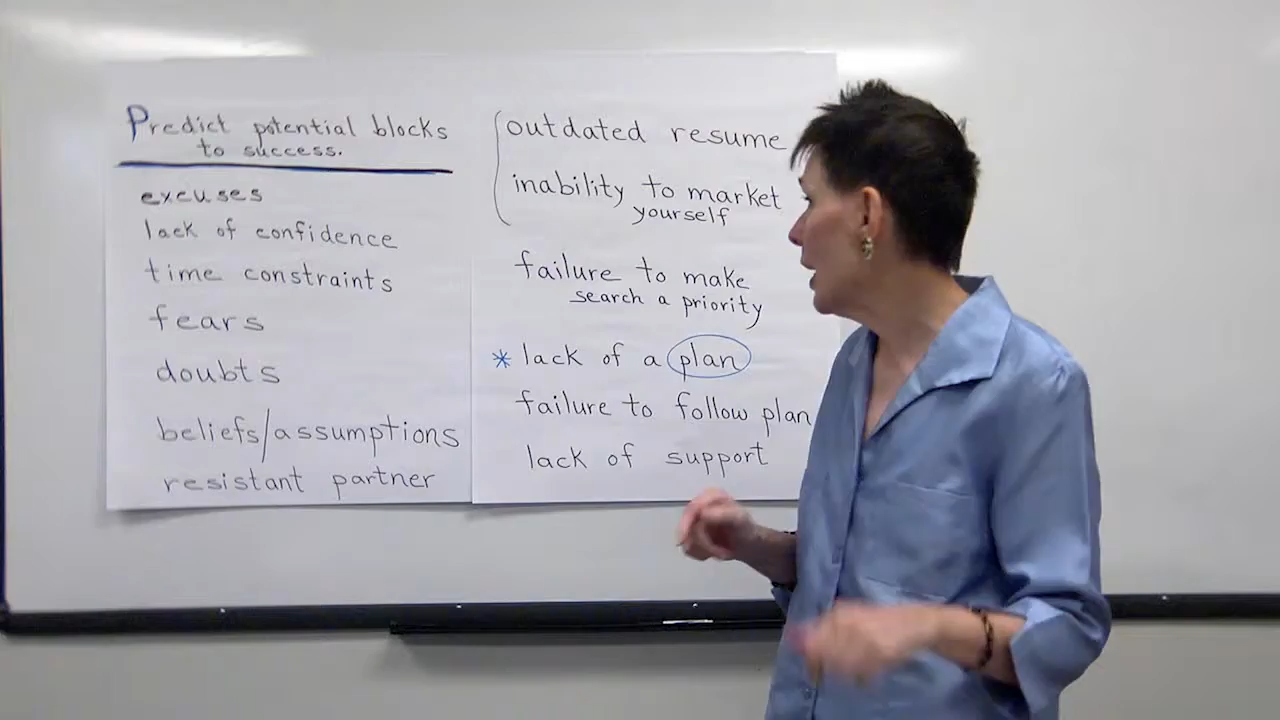 Predict potential blocks
to success.
excuses
lack of confidence
time constraints
fears
doubts
beliefs/assumptions
resistant partner
outdated resume
inability to market
yourself
failure to make
search a priority
* lack of a plan
failure to follow plan
lack of support